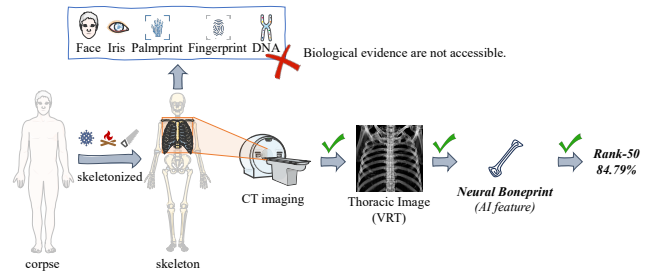 Face Iris Palmprint Fingerprint DNA
Biological evidence are not accessible.
skeletonized
CT imaging
Thoracic Image
(VRT)
Neural Boneprint
(AI feature)
Rank-50
84.79%
corpse
skeleton